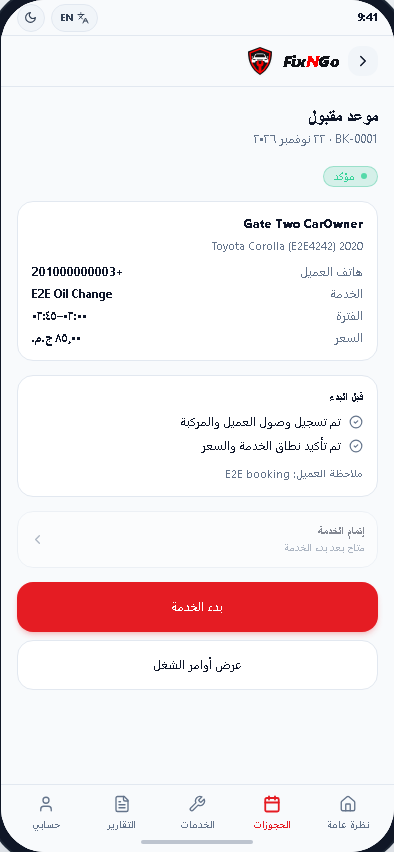 9:41
EN
FixNGo
موعد مقبول
BK-0001 · ٢٢ نوفمبر ٢٠٢٦
مؤكد
Gate Two CarOwner
Toyota Corolla (E2E4242) 2020
هاتف العميل
201000000003+
الخدمة
E2E Oil Change
الفترة
٠٣:٠٠–٠٣:٤٥
السعر
٨٥٫٠٠ ج.م.
قبل البدء
تم تسجيل وصول العميل والمركبة
تم تأكيد نطاق الخدمة والسعر
ملاحظة العميل: E2E booking
إتمام الخدمة
متاح بعد بدء الخدمة
بدء الخدمة
عرض أوامر الشغل
نظرة عامة
الحجوزات
الخدمات
التقارير
حسابي